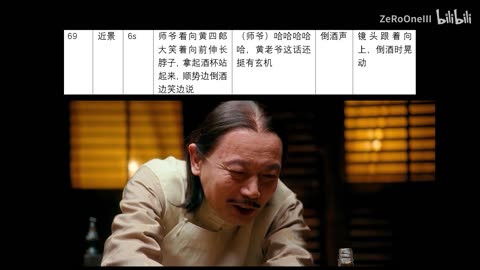 ZeRoOneIII bilibili
69 近景 6s 师爷看向黄四郎 （师爷）哈哈哈哈 倒酒声 镜头跟着向
大笑着向前伸长 哈，黄老爷这话还 上，倒酒时晃
脖子，拿起酒杯站 挺有玄机 动
起来，顺势边倒酒
边笑边说